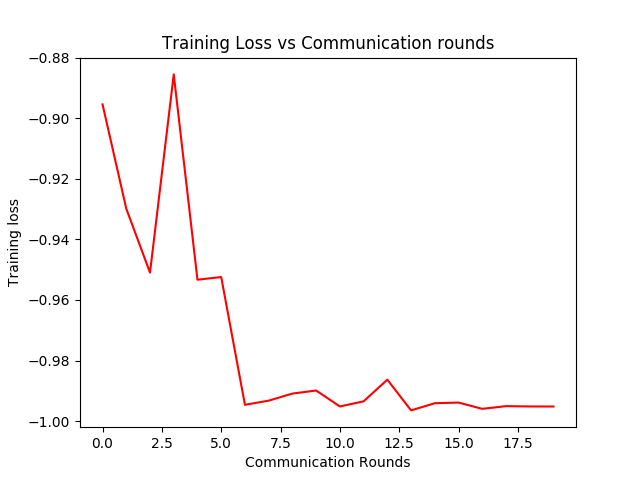 Training Loss vs Communication rounds
−0.88
−0.90
−0.92
−0.94
−0.96
−0.98
−1.00
Training loss
0.0 2.5 5.0 7.5 10.0 12.5 15.0 17.5
Communication Rounds